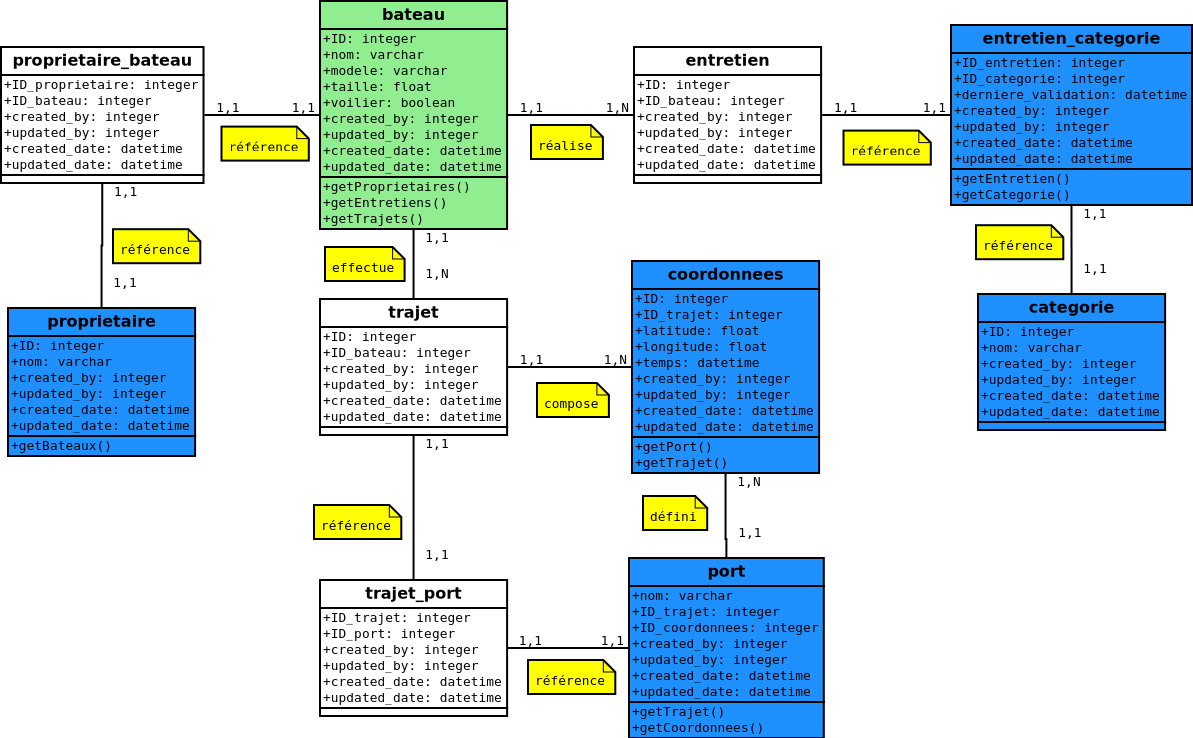 proprietaire_bateau
+ID_proprietaire: integer
+ID_bateau: integer
+created_by: integer
+updated_by: integer
+created_date: datetime
+updated_date: datetime
1,1
1,1
référence
bateau
+ID: integer
+nom: varchar
+modele: varchar
+taille: float
+voilier: boolean
+created_by: integer
+updated_by: integer
+created_date: datetime
+updated_date: datetime
+getProprietaires()
+getEntretiens()
+getTrajets()
1,1
1,N
réalise
entretien
+ID: integer
+ID_bateau: integer
+created_by: integer
+updated_by: integer
+created_date: datetime
+updated_date: datetime
1,1
1,1
référence
entretien_categorie
+ID_entretien: integer
+ID_categorie: integer
+derniere_validation: datetime
+created_by: integer
+updated_by: integer
+created_date: datetime
+updated_date: datetime
+getEntretien()
+getCategorie()
1,1
référence
1,1
proprietaire
+ID: integer
+nom: varchar
+created_by: integer
+updated_by: integer
+created_date: datetime
+updated_date: datetime
+getBateaux()
1,1
effectue
1,N
trajet
+ID: integer
+ID_bateau: integer
+created_by: integer
+updated_by: integer
+created_date: datetime
+updated_date: datetime
1,1
1,N
compose
coordonnees
+ID: integer
+ID_trajet: integer
+latitude: float
+longitude: float
+temps: datetime
+created_by: integer
+updated_by: integer
+created_date: datetime
+updated_date: datetime
+getPort()
+getTrajet()
1,1
référence
1,1
categorie
+ID: integer
+nom: varchar
+created_by: integer
+updated_by: integer
+created_date: datetime
+updated_date: datetime
1,1
référence
1,1
trajet_port
+ID_trajet: integer
+ID_port: integer
+created_by: integer
+updated_by: integer
+created_date: datetime
+updated_date: datetime
1,1
1,1
référence
1,N
défini
1,1
port
+nom: varchar
+ID_trajet: integer
+ID_coordonnees: integer
+created_by: integer
+updated_by: integer
+created_date: datetime
+updated_date: datetime
+getTrajet()
+getCoordonnees()